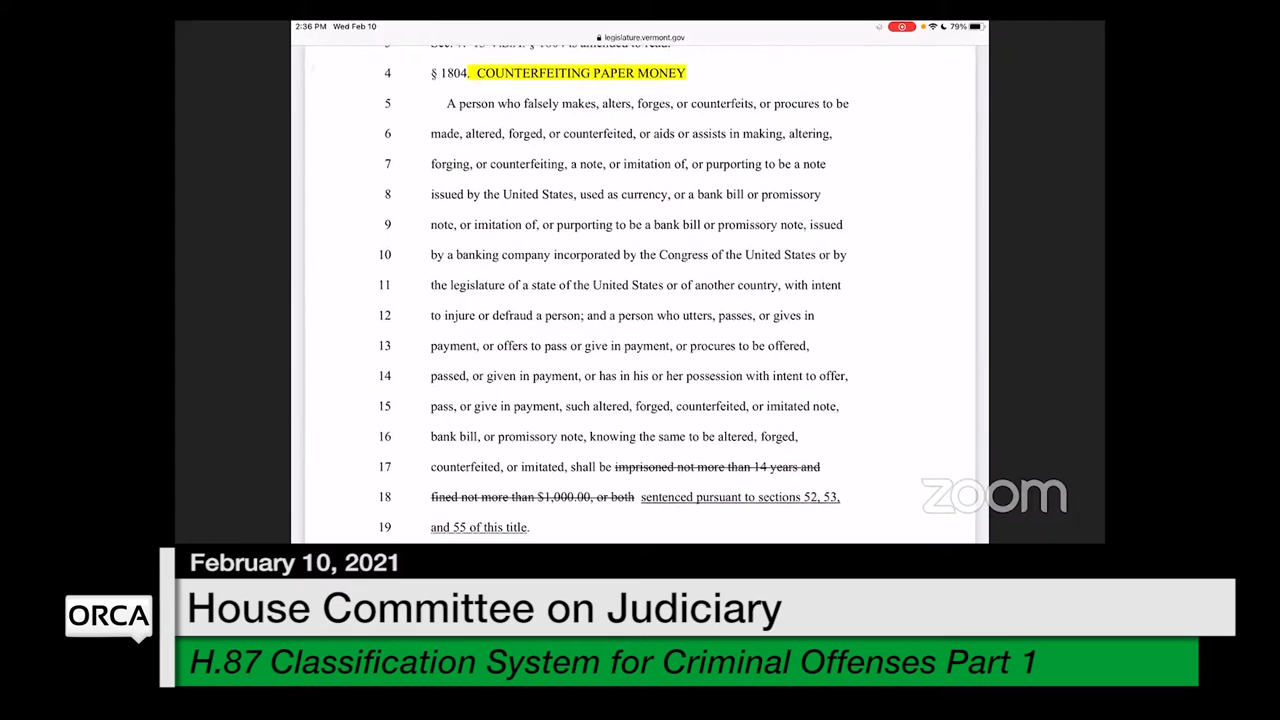 2:36 PM Wed Feb 10
79%
legislature.vermont.gov
is amended to read:
4 § 1804. COUNTERFEITING PAPER MONEY
5 A person who falsely makes, alters, forges, or counterfeits, or procures to be
6 made, altered, forged, or counterfeited, or aids or assists in making, altering,
7 forging, or counterfeiting, a note, or imitation of, or purporting to be a note
8 issued by the United States, used as currency, or a bank bill or promissory
9 note, or imitation of, or purporting to be a bank bill or promissory note, issued
10 by a banking company incorporated by the Congress of the United States or by
11 the legislature of a state of the United States or of another country, with intent
12 to injure or defraud a person; and a person who utters, passes, or gives in
13 payment, or offers to pass or give in payment, or procures to be offered,
14 passed, or given in payment, or has in his or her possession with intent to offer,
15 pass, or give in payment, such altered, forged, counterfeited, or imitated note,
16 bank bill, or promissory note, knowing the same to be altered, forged,
17 counterfeited, or imitated, shall be imprisoned not more than 14 years and
18 fined not more than $1,000.00, or both sentenced pursuant to sections 52, 53,
19 and 55 of this title.
zoom
February 10, 2021
ORCA
House Committee on Judiciary
H.87 Classification System for Criminal Offenses Part 1